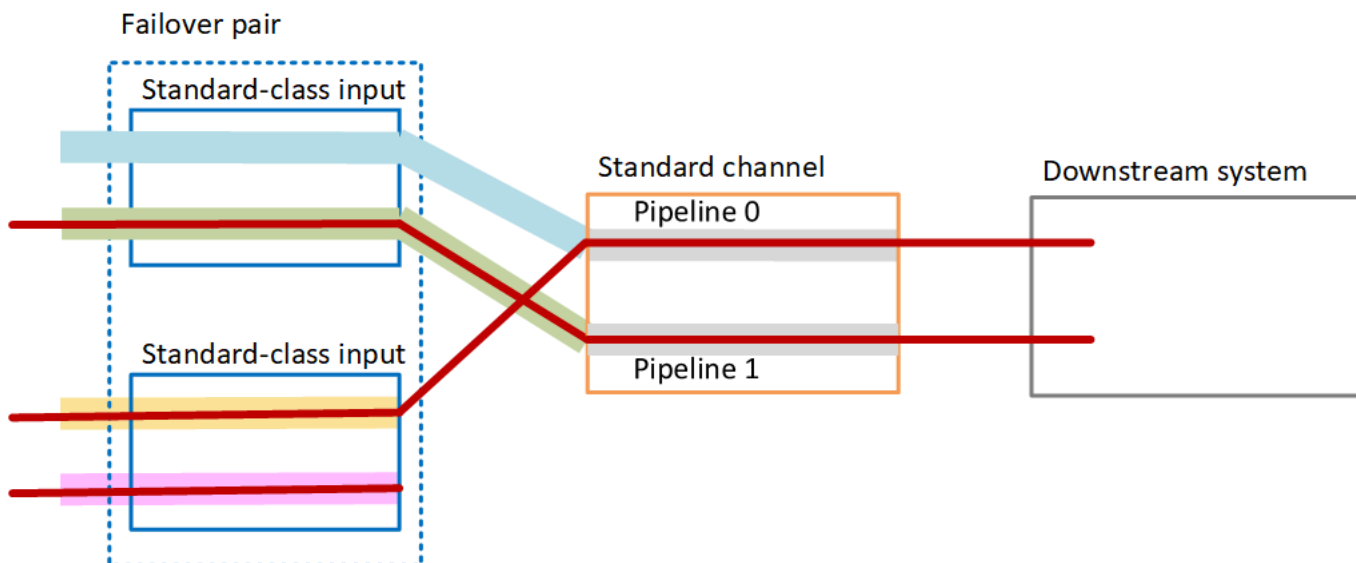 Failover pair
Standard-class input
Standard channel
Downstream system
Pipeline 0
Standard-class input
Pipeline 1